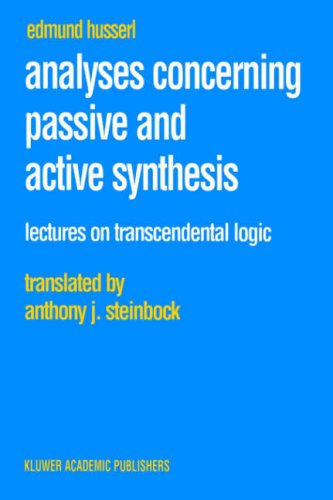 edmund husserl
analyses concerning
passive and
active synthesis
lectures on transcendental logic
translated by
anthony j. steinbock
KLUWER ACADEMIC PUBLISHERS